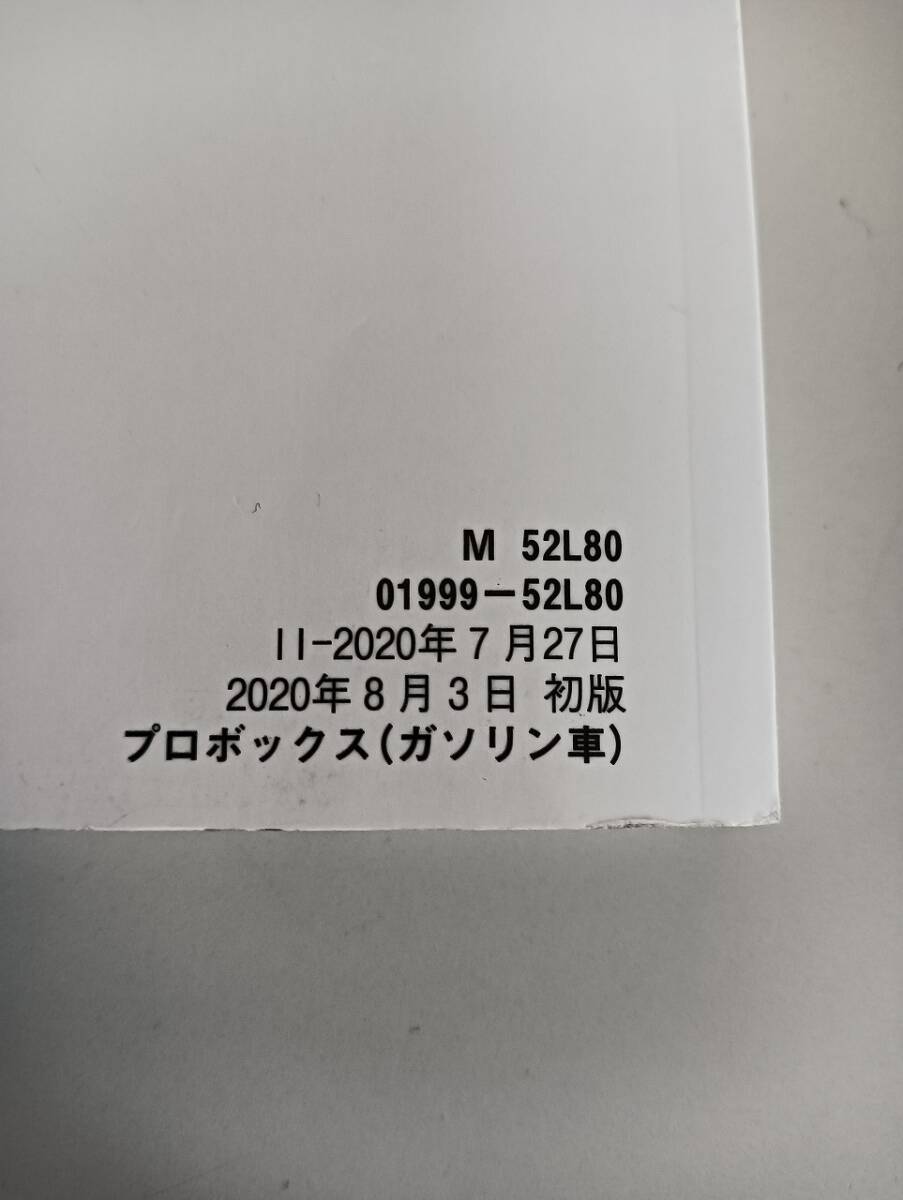 M 52L80
01999−52L80
II-2020年7月27日
2020年8月3日 初版
プロボックス(ガソリン車)